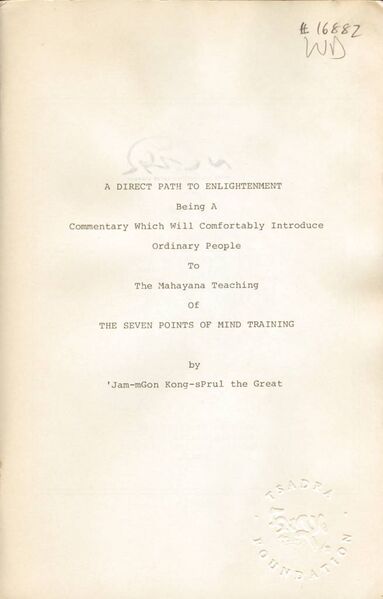 # 16882
WD
A DIRECT PATH TO ENLIGHTENMENT
Being A
Commentary Which Will Comfortably Introduce
Ordinary People
To
The Mahayana Teaching
Of
THE SEVEN POINTS OF MIND TRAINING
by
'Jam-mGon Kong-sPrul the Great
TSADRA
FOUNDATION